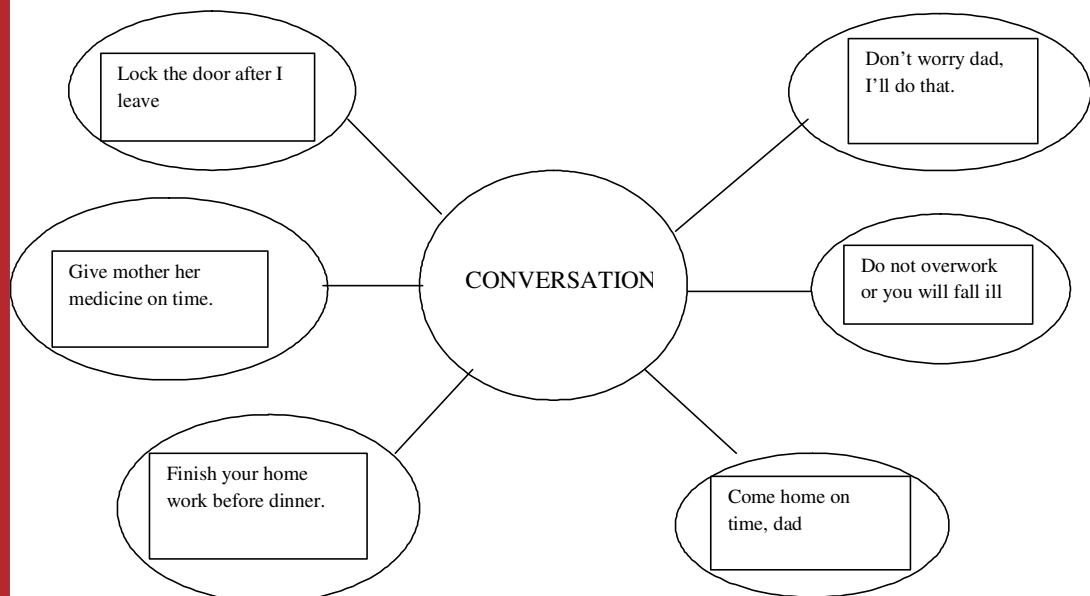 Lock the door after I
leave
Don't worry dad,
I'll do that.
Give mother her
medicine on time.
CONVERSATION
Do not overwork
or you will fall ill
Finish your home
work before dinner.
Come home on
time, dad